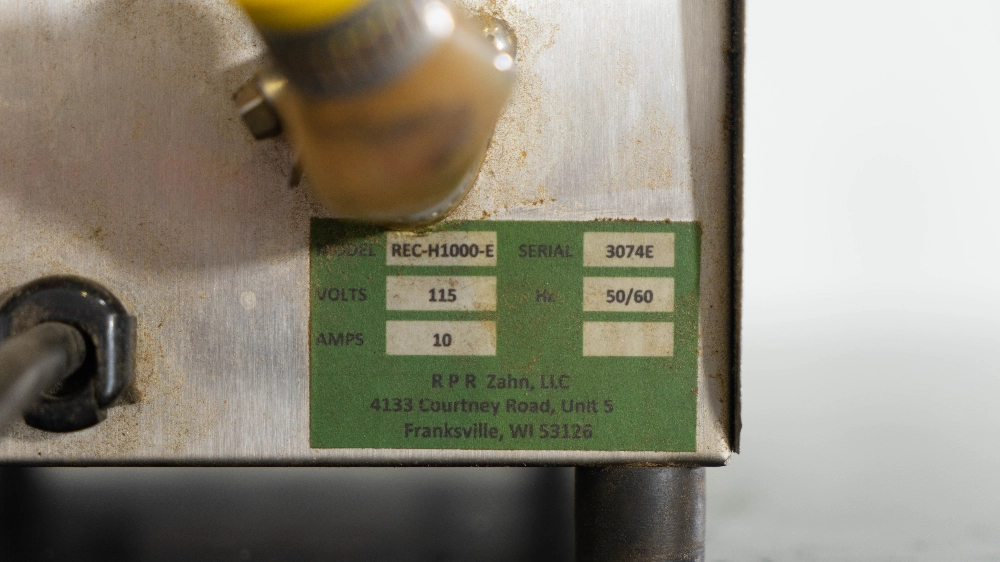 MODEL REC-H1000-E SERIAL 3074E
VOLTS 115 Hz 50/60
AMPS 10
R P R Zahn, LLC
4133 Courtney Road, Unit 5
Franksville, WI 53126